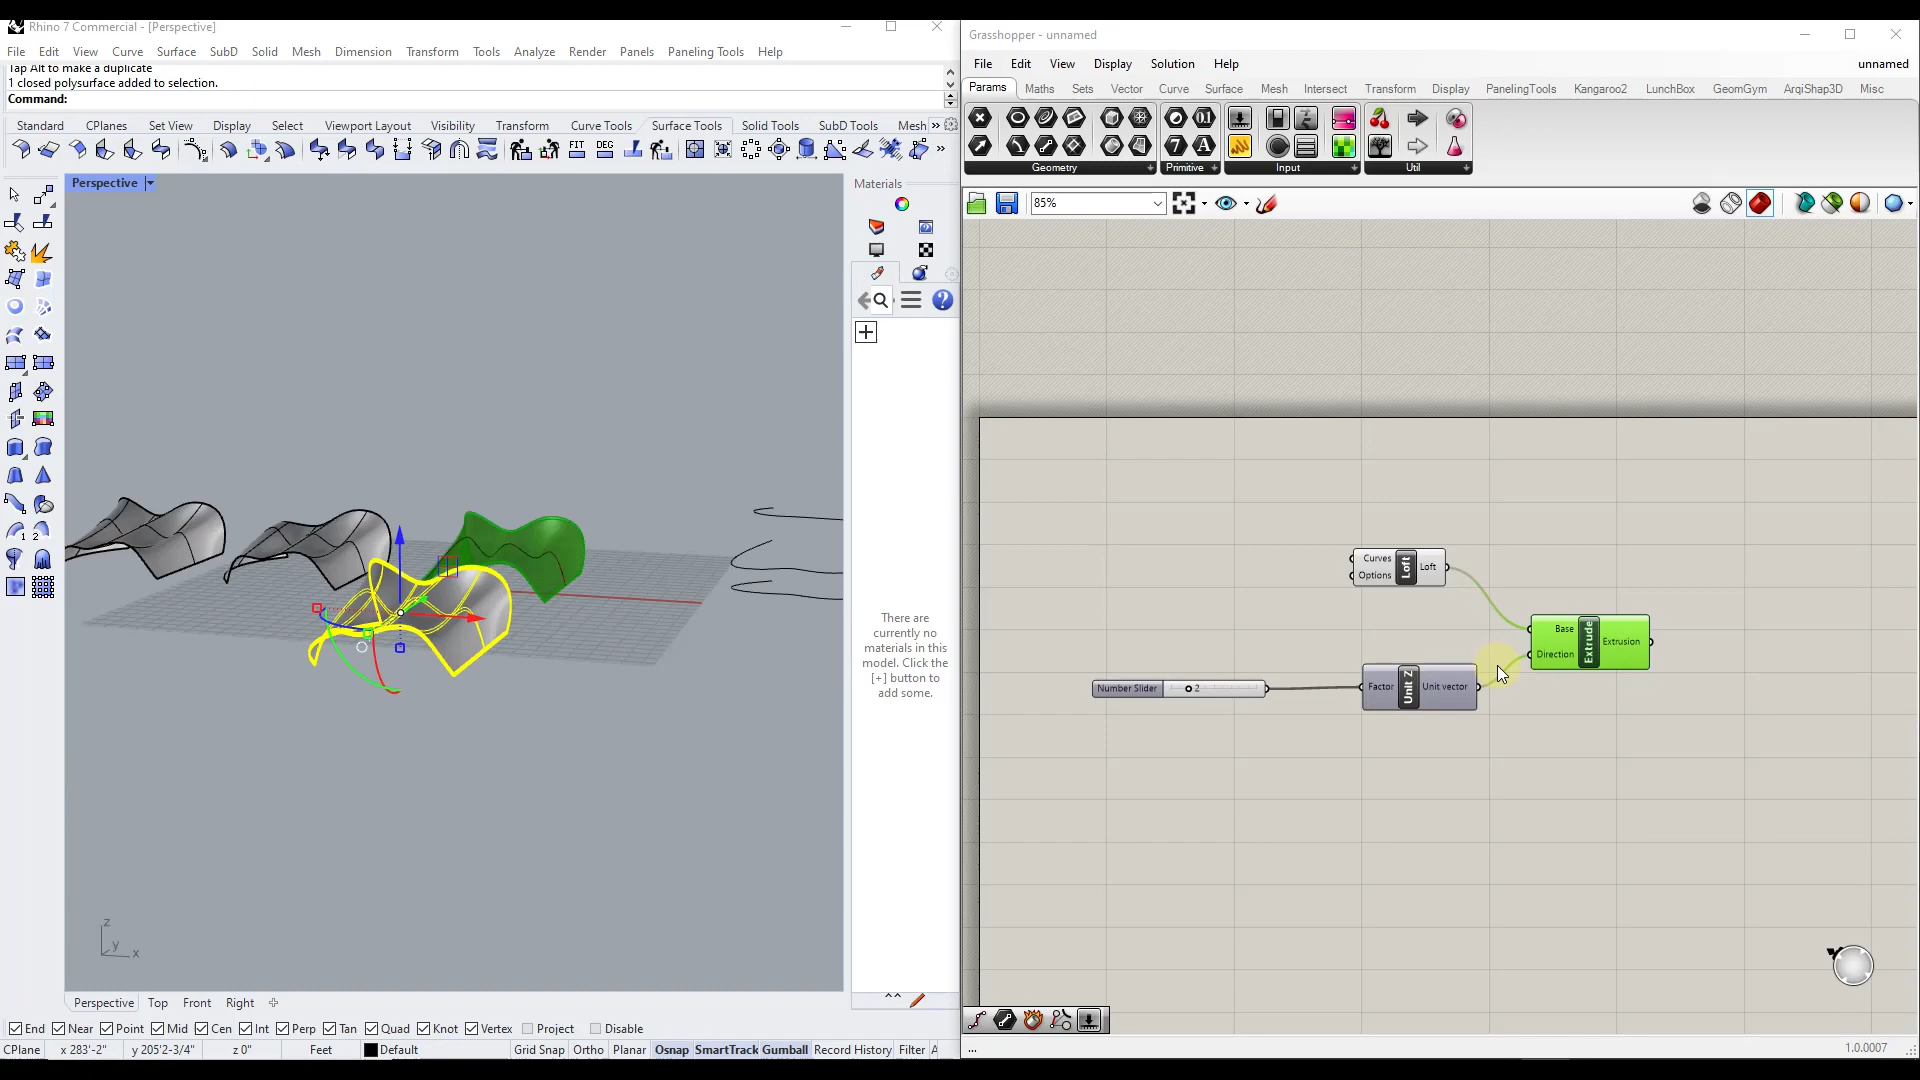 Rhino 7 Commercial - [Perspective]
File Edit View Curve Surface SubD Solid Mesh Dimension Transform Tools Analyze Render Panels Paneling Tools Help
Tap Alt to make a duplicate
1 closed polysurface added to selection.
Command:
Standard CPlanes Set View Display Select Viewport Layout Visibility Transform Curve Tools Surface Tools Solid Tools SubD Tools Mesh »
FIT DEG »
Perspective
Materials
There are
currently no
materials in this
model. Click the
[+] button to
add some.
z
y
x
Perspective Top Front Right
End Near Point Mid Cen Int Perp Tan Quad Knot Vertex Project Disable
CPlane x 283'-2" y 205'2-3/4" z 0" Feet Default Grid Snap Ortho Planar Osnap SmartTrack Gumball Record History Filter A
Grasshopper - unnamed
File Edit View Display Solution Help unnamed
Params Maths Sets Vector Curve Surface Mesh Intersect Transform Display PanelingTools Kangaroo2 LunchBox GeomGym ArqiShap3D Misc
Geometry Primitive Input Util
85%
Curves
Options
Loft
Loft
Base
Direction
Extrude
Extrusion
Number Slider 2
Factor
Unit Z
Unit vector
... 1.0.0007